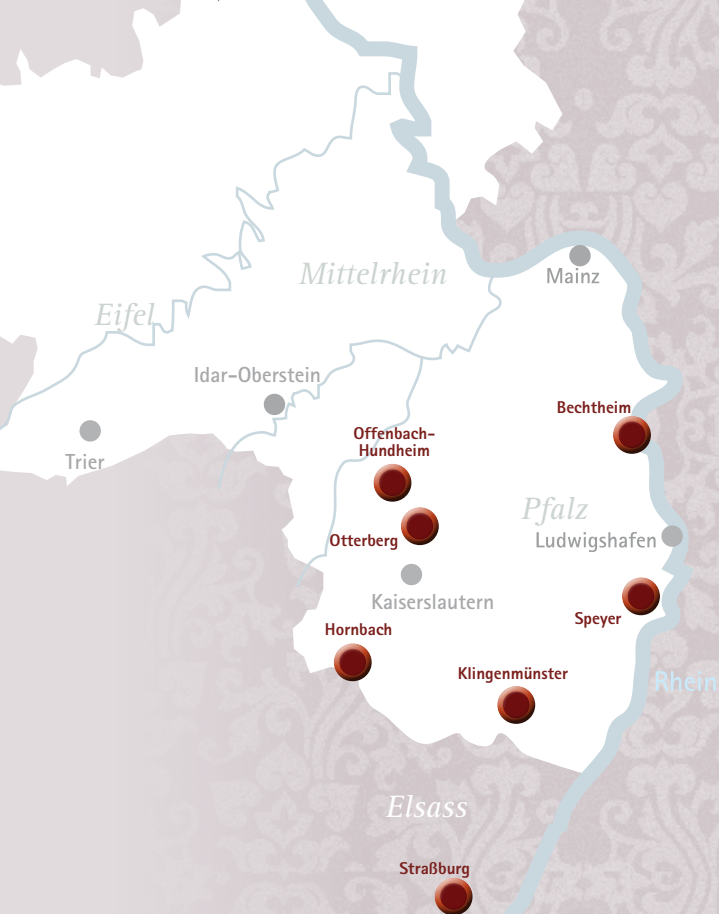 Mittelrhein
Mainz
Eifel
Idar-Oberstein
Trier
Bechtheim
Offenbach-
Hundheim
Pfalz
Otterberg
Ludwigshafen
Kaiserslautern
Speyer
Hornbach
Klingenmünster
Rhein
Elsass
Straßburg